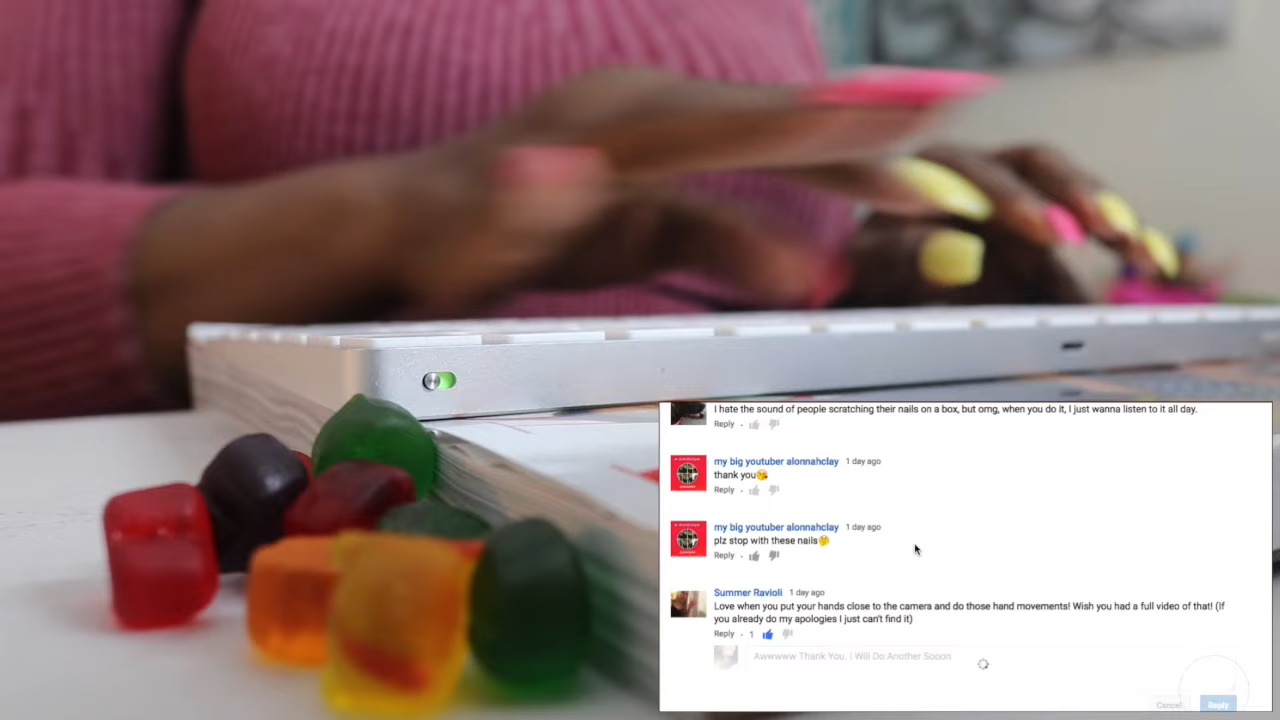 I hate the sound of people scratching their nails on a box, but omg, when you do it, I just wanna listen to it all day.
Reply
my big youtuber alonnahclay 1 day ago
thank you😘
Reply
my big youtuber alonnahclay 1 day ago
plz stop with these nails🤔
Reply
Summer Ravioli 1 day ago
Love when you put your hands close to the camera and do those hand movements! Wish you had a full video of that! (If
you already do my apologies I just can't find it)
Reply 1
Awwwww Thank You. I Will Do Another Sooon
Cancel Reply